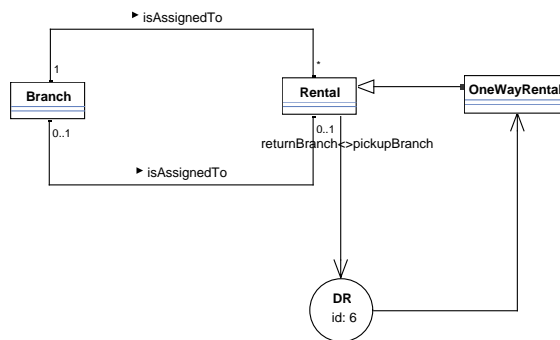 isAssignedTo
1
*
Branch
Rental
OneWayRental
0..1
0..1
returnBranch<>pickupBranch
isAssignedTo
DR
id: 6